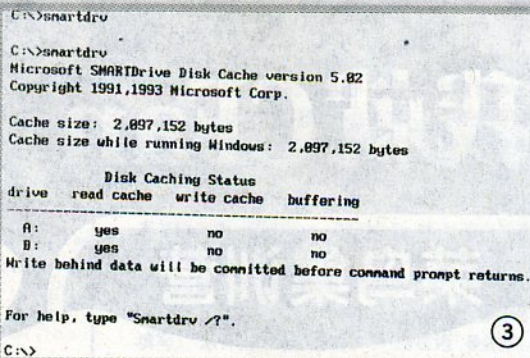 C:\>smartdrv
C:\>smartdrv
Microsoft SMARTDrive Disk Cache version 5.02
Copyright 1991,1993 Microsoft Corp.
Cache size: 2,097,152 bytes
Cache size while running Windows: 2,097,152 bytes
Disk Caching Status
drive read cache write cache buffering
-----------------------------------------------
A: yes no no
B: yes no no
Write behind data will be committed before command prompt returns.
For help, type "Smartdrv /?".
③
C:\>